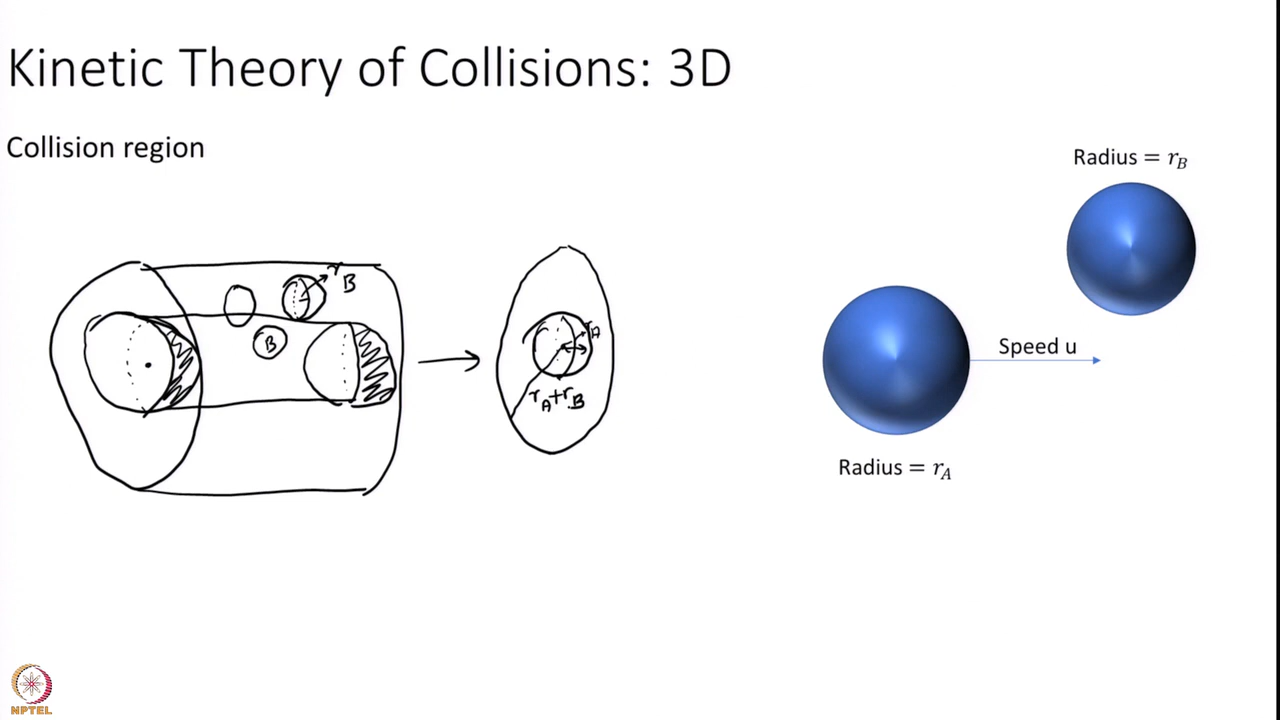 Kinetic Theory of Collisions: 3D
Collision region
r_B
B
r_A
r_A+r_B
Radius = r_B
Speed u
Radius = r_A
NPTEL